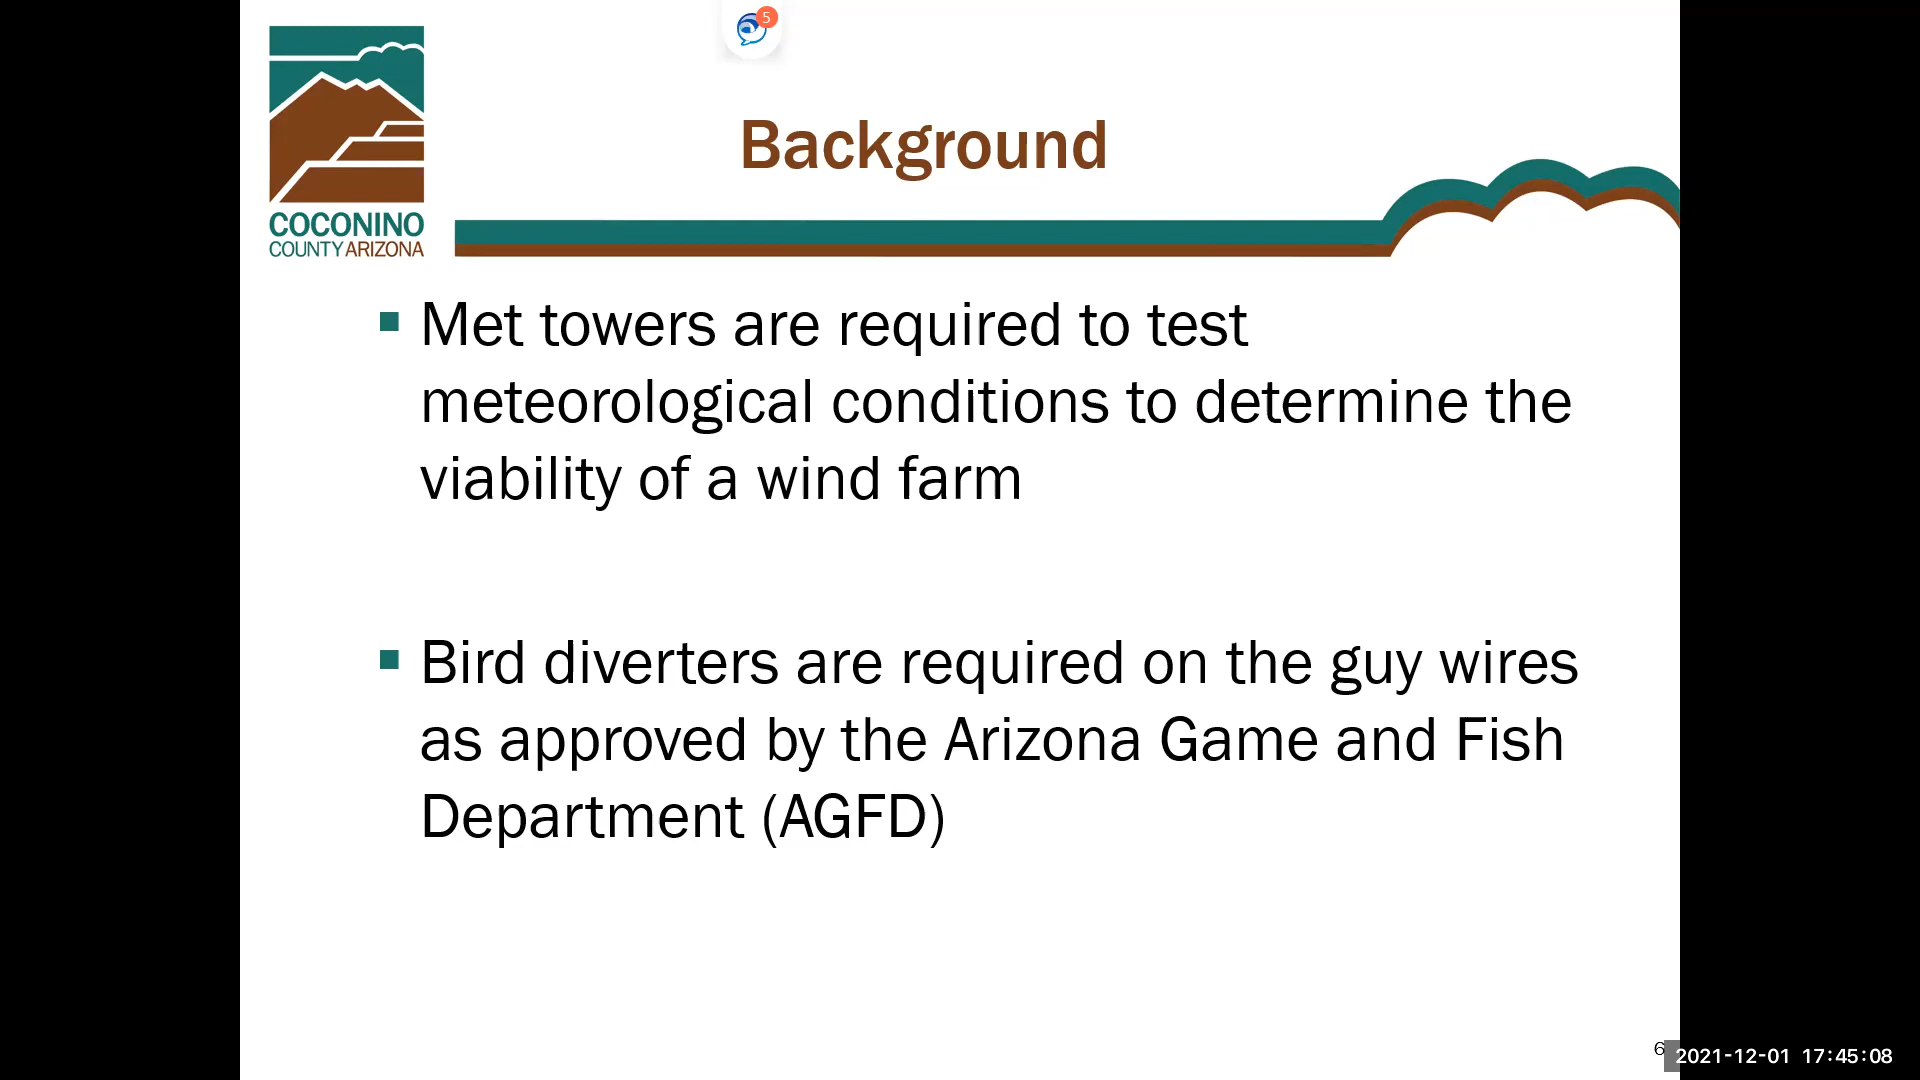 5
Background
COCONINO
COUNTY ARIZONA
Met towers are required to test
meteorological conditions to determine the
viability of a wind farm
Bird diverters are required on the guy wires
as approved by the Arizona Game and Fish
Department (AGFD)
6
2021-12-01 17:45:08